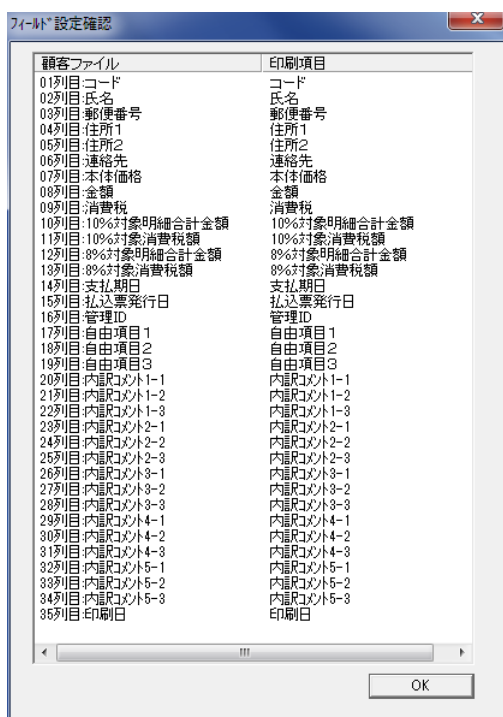 フィールド設定確認
顧客ファイル 印刷項目
01列目:コード コード
02列目:氏名 氏名
03列目:郵便番号 郵便番号
04列目:住所1 住所1
05列目:住所2 住所2
06列目:連絡先 連絡先
07列目:本体価格 本体価格
08列目:金額 金額
09列目:消費税 消費税
10列目:10%対象明細合計金額 10%対象明細合計金額
11列目:10%対象消費税額 10%対象消費税額
12列目:8%対象明細合計金額 8%対象明細合計金額
13列目:8%対象消費税額 8%対象消費税額
14列目:支払期日 支払期日
15列目:払込票発行日 払込票発行日
16列目:管理ID 管理ID
17列目:自由項目1 自由項目1
18列目:自由項目2 自由項目2
19列目:自由項目3 自由項目3
20列目:内訳コメント1-1 内訳コメント1-1
21列目:内訳コメント1-2 内訳コメント1-2
22列目:内訳コメント1-3 内訳コメント1-3
23列目:内訳コメント2-1 内訳コメント2-1
24列目:内訳コメント2-2 内訳コメント2-2
25列目:内訳コメント2-3 内訳コメント2-3
26列目:内訳コメント3-1 内訳コメント3-1
27列目:内訳コメント3-2 内訳コメント3-2
28列目:内訳コメント3-3 内訳コメント3-3
29列目:内訳コメント4-1 内訳コメント4-1
30列目:内訳コメント4-2 内訳コメント4-2
31列目:内訳コメント4-3 内訳コメント4-3
32列目:内訳コメント5-1 内訳コメント5-1
33列目:内訳コメント5-2 内訳コメント5-2
34列目:内訳コメント5-3 内訳コメント5-3
35列目:印刷日 印刷日
OK